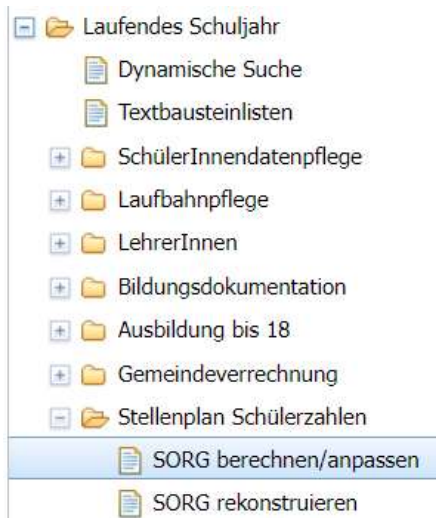 Laufendes Schuljahr
Dynamische Suche
Textbausteinlisten
SchülerInnendatenpflege
Laufbahnpflege
LehrerInnen
Bildungsdokumentation
Ausbildung bis 18
Gemeindeverrechnung
Stellenplan Schülerzahlen
SORG berechnen/anpassen
SORG rekonstruieren